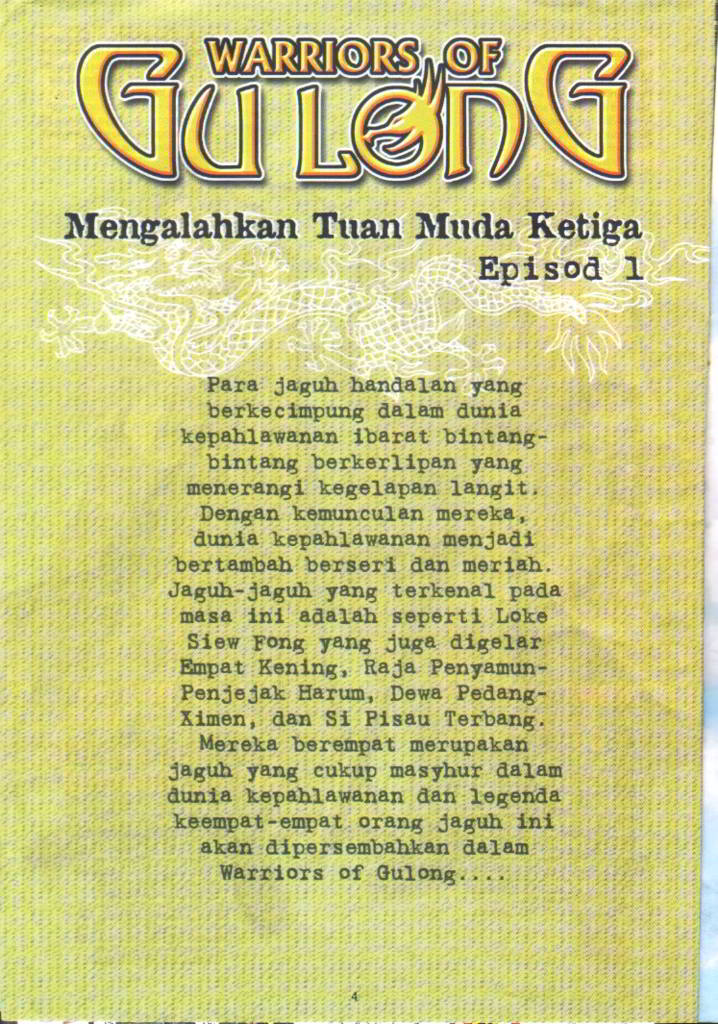 WARRIORS OF
GU LONG
Mengalahkan Tuan Muda Ketiga
Episod 1
Para jaguh handalan yang
berkecimpung dalam dunia
kepahlawanan ibarat bintang-
bintang berkerlipan yang
menerangi kegelapan langit.
Dengan kemunculan mereka,
dunia kepahlawanan menjadi
bertambah berseri dan meriah.
Jaguh-jaguh yang terkenal pada
masa ini adalah seperti Loke
Siew Fong yang juga digelar
Empat Kening, Raja Penyamun-
Penjejak Harum, Dewa Pedang-
Ximen, dan Si Pisau Terbang.
Mereka berempat merupakan
jaguh yang cukup masyhur dalam
dunia kepahlawanan dan legenda
keempat-empat orang jaguh ini
akan dipersembahkan dalam
Warriors of Gulong....
4